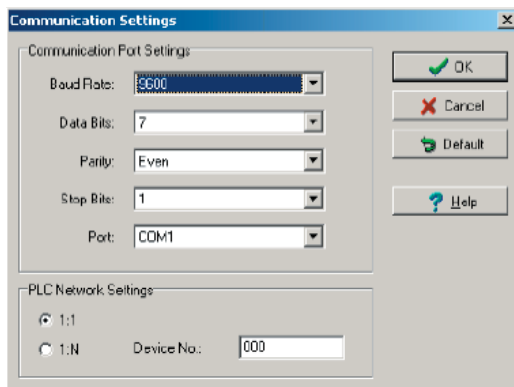 Communication Settings
Communication Port Settings
Baud Rate: 9600
Data Bits: 7
Parity: Even
Stop Bits: 1
Port: COM1
OK
Cancel
Default
Help
PLC Network Settings
1:1
1:N Device No.: 000